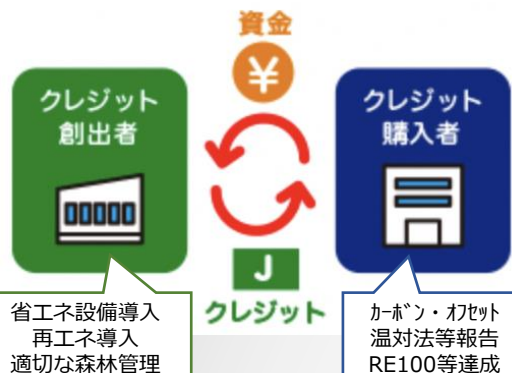 資金
¥
クレジット
創出者
クレジット
購入者
J
クレジット
省エネ設備導入
再エネ導入
適切な森林管理
ｶｰﾎﾞﾝ・ｵﾌｾｯﾄ
温対法等報告
RE100等達成